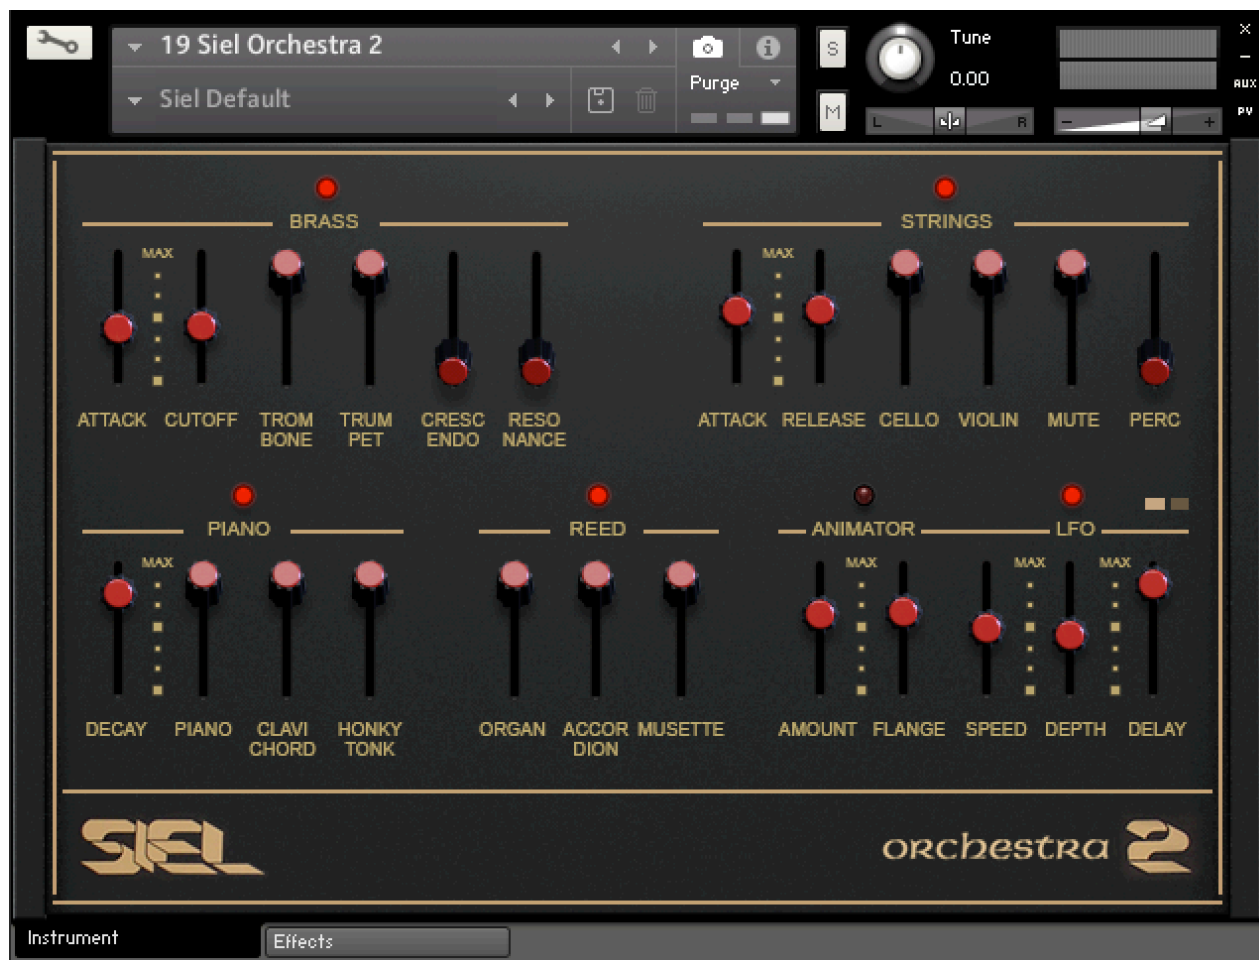 19 Siel Orchestra 2
Siel Default
Purge
S
M
Tune
0.00
L
R
-
+
x
-
AUX
PV
BRASS
MAX
ATTACK
CUTOFF
TROM
BONE
TRUM
PET
CRESC
ENDO
RESO
NANCE
STRINGS
MAX
ATTACK
RELEASE
CELLO
VIOLIN
MUTE
PERC
PIANO
MAX
DECAY
PIANO
CLAVI
CHORD
HONKY
TONK
REED
ORGAN
ACCOR
DION
MUSETTE
ANIMATOR
MAX
AMOUNT
FLANGE
LFO
MAX
MAX
SPEED
DEPTH
DELAY
SIEL
orchestra 2
Instrument
Effects